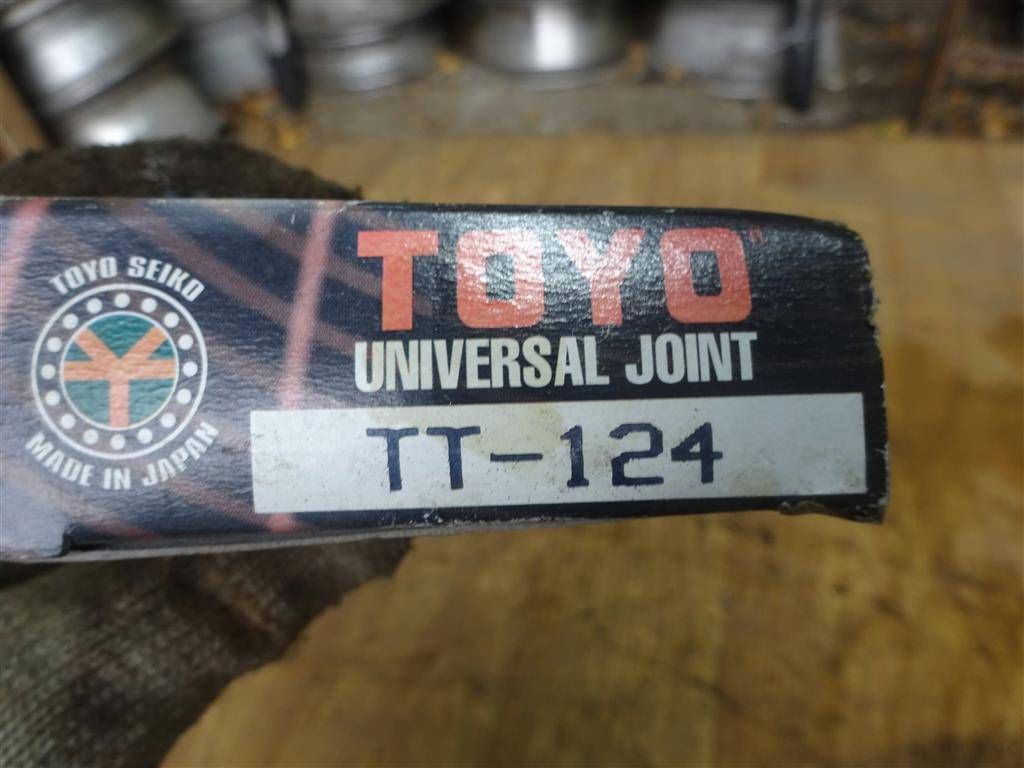 TOYO SEIKO
MADE IN JAPAN
TOYO®
UNIVERSAL JOINT
TT-124